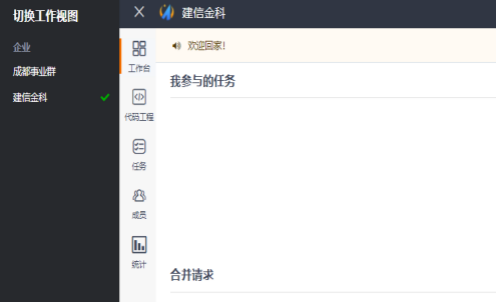 切换工作视图
企业
成都事业群
建信金科
建信金科
欢迎回家!
工作台
代码工程
任务
成员
统计
我参与的任务
合并请求